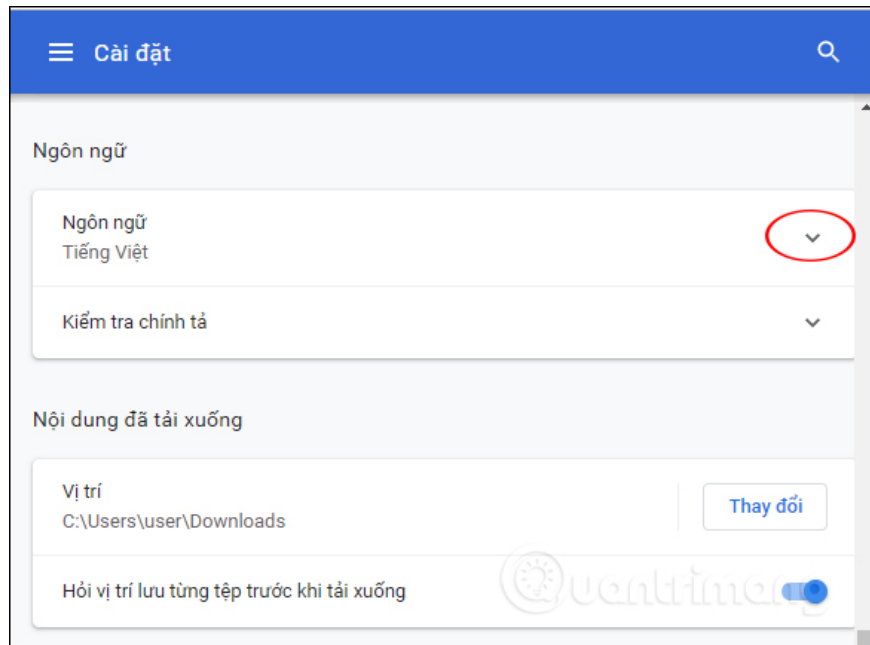 Cài đặt
Ngôn ngữ
Ngôn ngữ
Tiếng Việt
Kiểm tra chính tả
Nội dung đã tải xuống
Vị trí
C:\Users\user\Downloads
Thay đổi
Hỏi vị trí lưu từng tệp trước khi tải xuống
Quantrimang